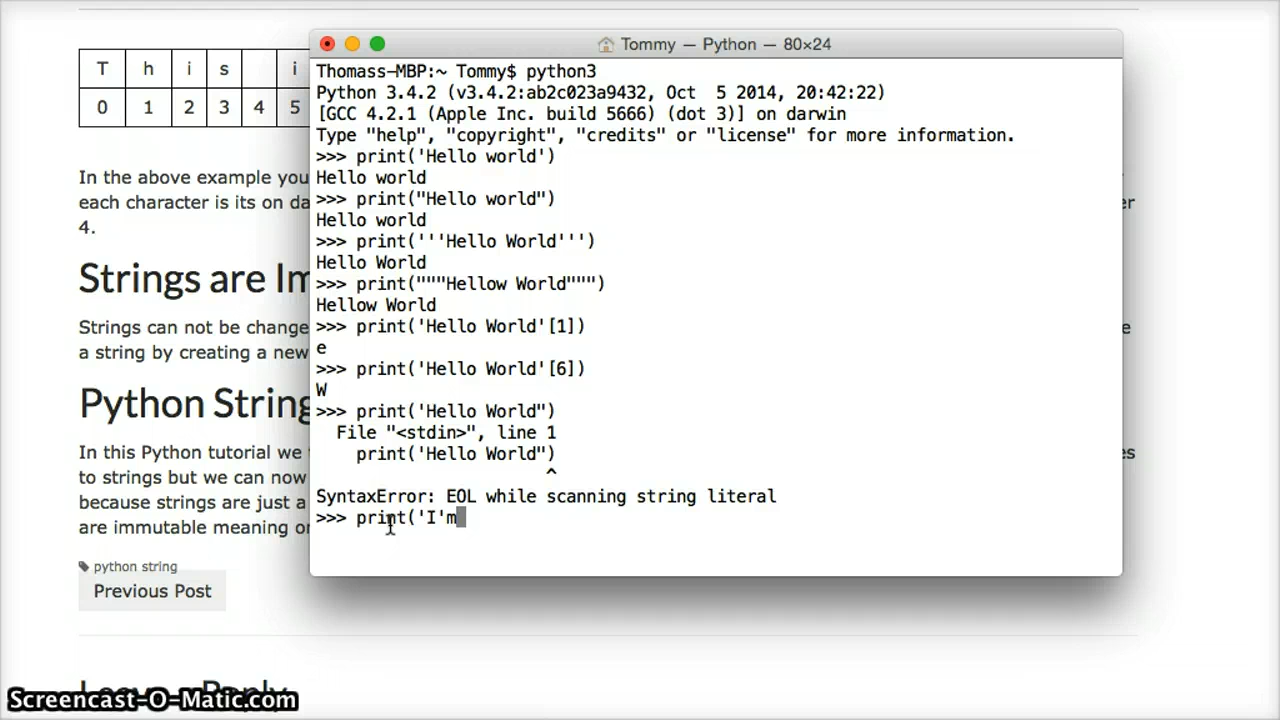 Tommy — Python — 80×24
T h i s i
0 1 2 3 4 5
Thomass-MBP:~ Tommy$ python3
Python 3.4.2 (v3.4.2:ab2c023a9432, Oct  5 2014, 20:42:22)
[GCC 4.2.1 (Apple Inc. build 5666) (dot 3)] on darwin
Type "help", "copyright", "credits" or "license" for more information.
>>> print('Hello world')
Hello world
>>> print("Hello world")
Hello world
>>> print('''Hello World''')
Hello World
>>> print("""Hellow World""")
Hellow World
>>> print('Hello World'[1])
e
>>> print('Hello World'[6])
W
>>> print('Hello World")
  File "<stdin>", line 1
    print('Hello World")
                       ^
SyntaxError: EOL while scanning string literal
>>> print('I'm
In the above example you
each character is its on da
4.
Strings are Im
Strings can not be change
a string by creating a new
Python String
In this Python tutorial we
to strings but we can now
because strings are just a
are immutable meaning or
python string
Previous Post
Screencast-O-Matic.com